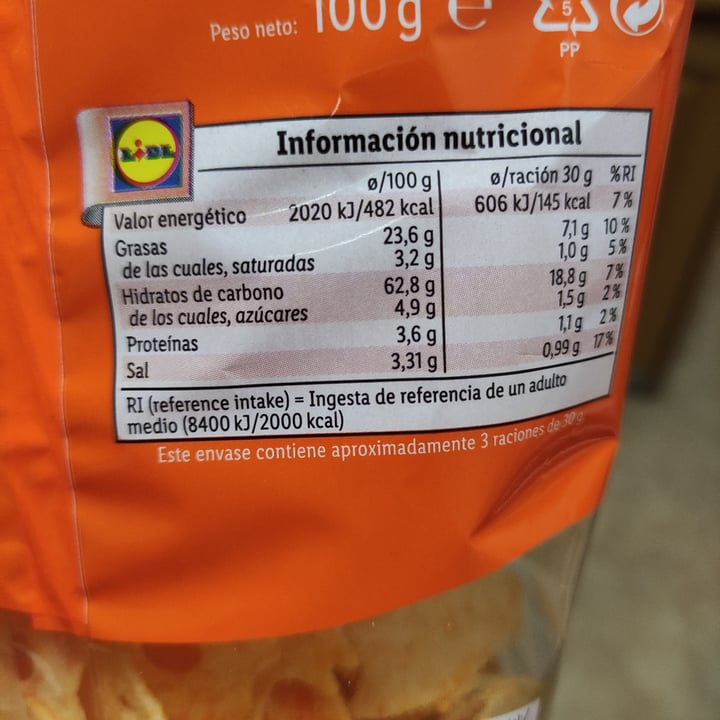 Peso neto: 100 g e
5
PP
LIDL
Información nutricional
ø/100 g ø/ración 30 g %RI
Valor energético 2020 kJ/482 kcal 606 kJ/145 kcal 7%
Grasas 23,6 g 7,1 g 10%
de las cuales, saturadas 3,2 g 1,0 g 5%
Hidratos de carbono 62,8 g 18,8 g 7%
de los cuales, azúcares 4,9 g 1,5 g 2%
Proteínas 3,6 g 1,1 g 2%
Sal 3,31 g 0,99 g 17%
RI (reference intake) = Ingesta de referencia de un adulto
medio (8400 kJ/2000 kcal)
Este envase contiene aproximadamente 3 raciones de 30 g.